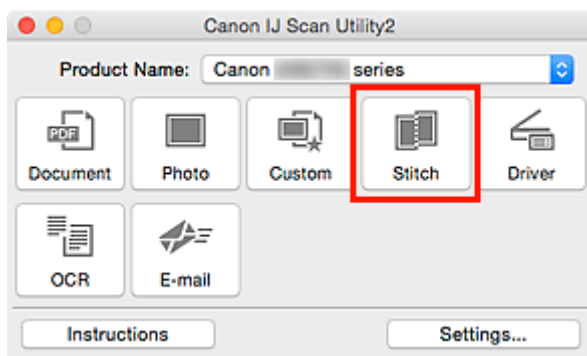 Canon IJ Scan Utility2
Product Name: Canon series
PDF
Document Photo Custom Stitch Driver
OCR E-mail
Instructions Settings...